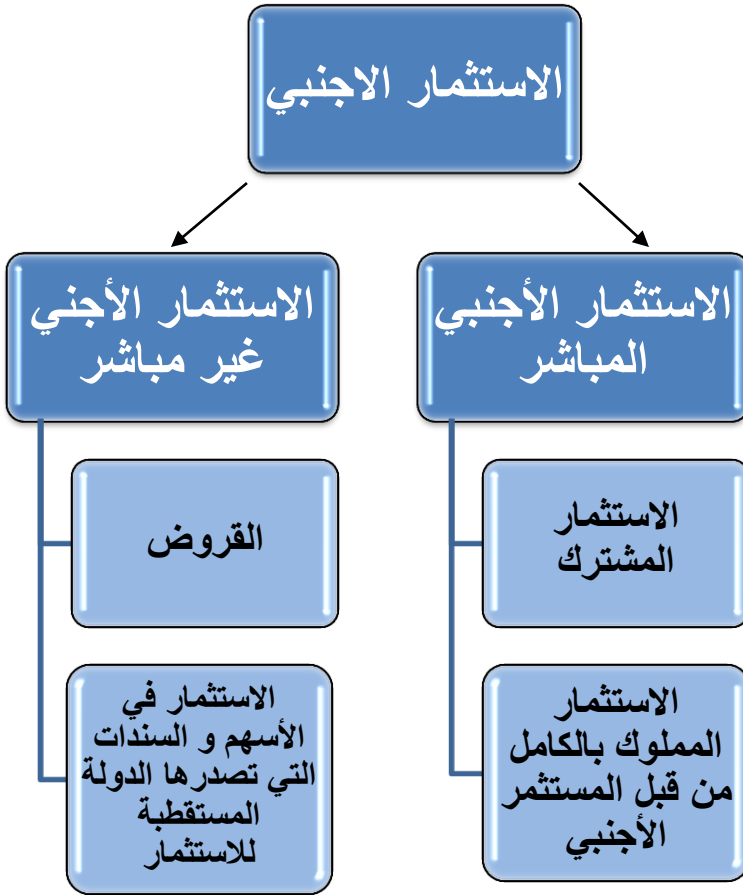 الاستثمار الاجنبي
الاستثمار الأجنبي
المباشر
الاستثمار الأجني
غير مباشر
الاستثمار
المشترك
القروض
الاستثمار
المملوك بالكامل
من قبل المستثمر
الأجنبي
الاستثمار في
الأسهم و السندات
التي تصدرها الدولة
المستقطبة
للاستثمار